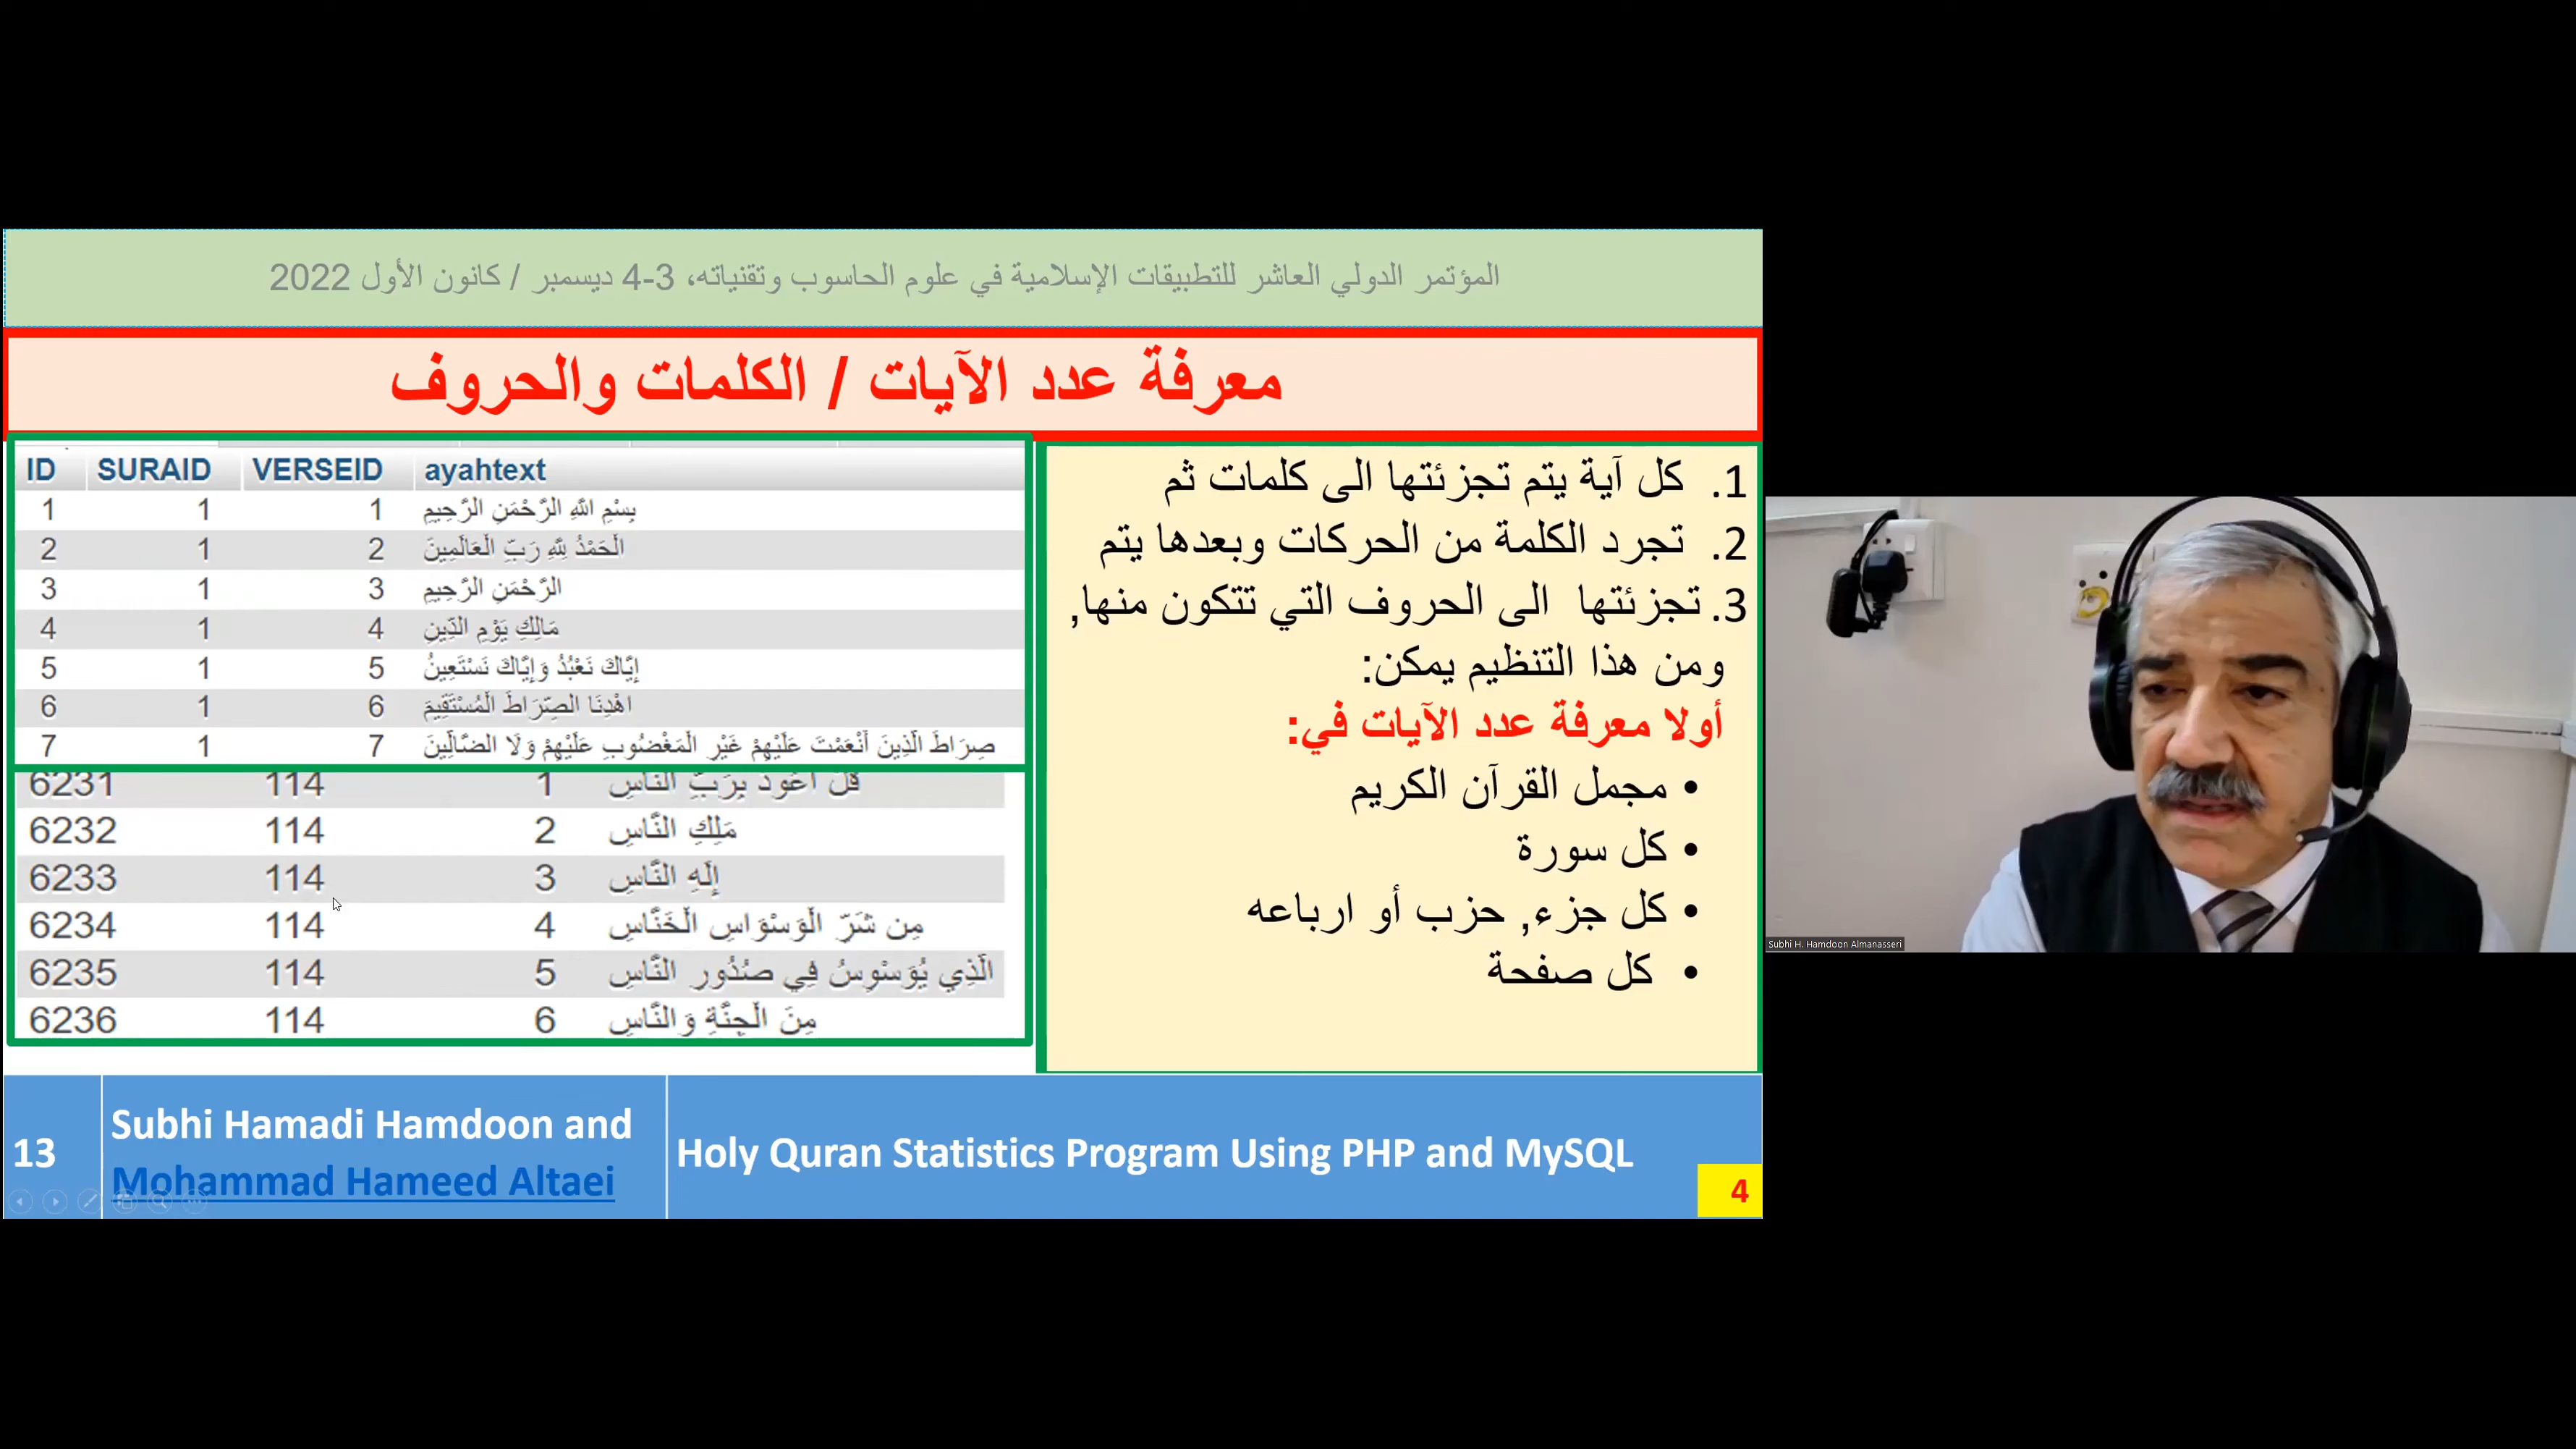 المؤتمر الدولي العاشر للتطبيقات الإسلامية في علوم الحاسوب وتقنياته، 3-4 ديسمبر / كانون الأول 2022
معرفة عدد الآيات / الكلمات والحروف
ID SURAID VERSEID ayahtext
1 1 1 بِسْمِ اللَّهِ الرَّحْمَنِ الرَّحِيمِ
2 1 2 الْحَمْدُ لِلَّهِ رَبِّ الْعَالَمِينَ
3 1 3 الرَّحْمَنِ الرَّحِيمِ
4 1 4 مَالِكِ يَوْمِ الدِّينِ
5 1 5 إِيَّاكَ نَعْبُدُ وَإِيَّاكَ نَسْتَعِينُ
6 1 6 اهْدِنَا الصِّرَاطَ الْمُسْتَقِيمَ
7 1 7 صِرَاطَ الَّذِينَ أَنْعَمْتَ عَلَيْهِمْ غَيْرِ الْمَغْضُوبِ عَلَيْهِمْ وَلَا الضَّالِّينَ
6231 114 1 قُلْ أَعُوذُ بِرَبِّ النَّاسِ
6232 114 2 مَلِكِ النَّاسِ
6233 114 3 إِلَهِ النَّاسِ
6234 114 4 مِن شَرِّ الْوَسْوَاسِ الْخَنَّاسِ
6235 114 5 الَّذِي يُوَسْوِسُ فِي صُدُورِ النَّاسِ
6236 114 6 مِنَ الْجِنَّةِ وَالنَّاسِ
1. كل آية يتم تجزئتها الى كلمات ثم
2. تجرد الكلمة من الحركات وبعدها يتم
3. تجزئتها الى الحروف التي تتكون منها,
ومن هذا التنظيم يمكن:
أولا معرفة عدد الآيات في:
• مجمل القرآن الكريم
• كل سورة
• كل جزء, حزب أو ارباعه
• كل صفحة
Subhi H. Hamdoon Almanasseri
13
Subhi Hamadi Hamdoon and
Mohammad Hameed Altaei
Holy Quran Statistics Program Using PHP and MySQL
4